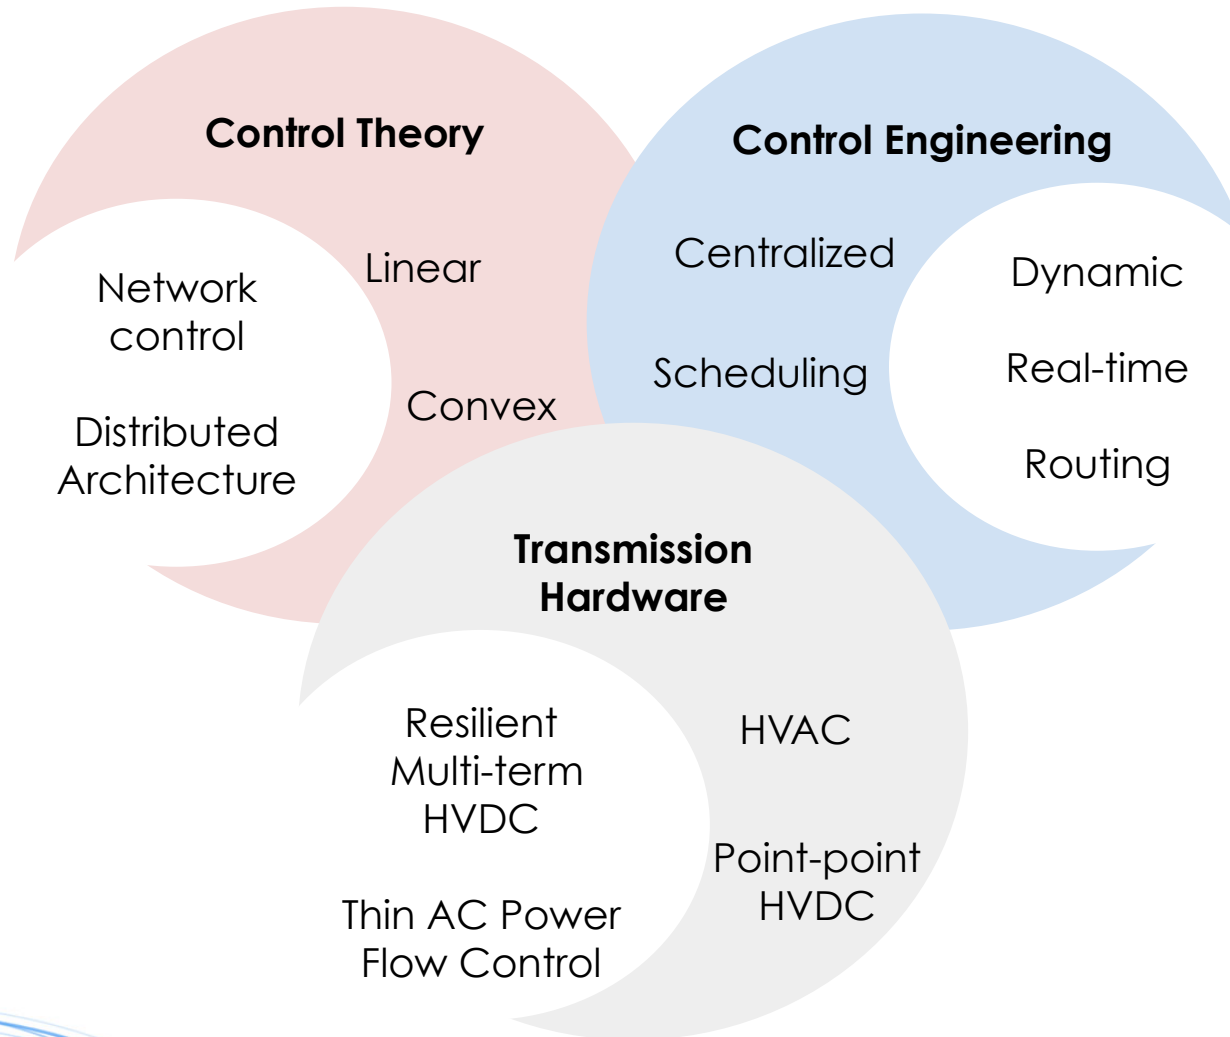 Control Theory
Linear
Network
control
Convex
Distributed
Architecture
Control Engineering
Centralized
Scheduling
Dynamic
Real-time
Routing
Transmission
Hardware
Resilient
Multi-term
HVDC
Thin AC Power
Flow Control
HVAC
Point-point
HVDC